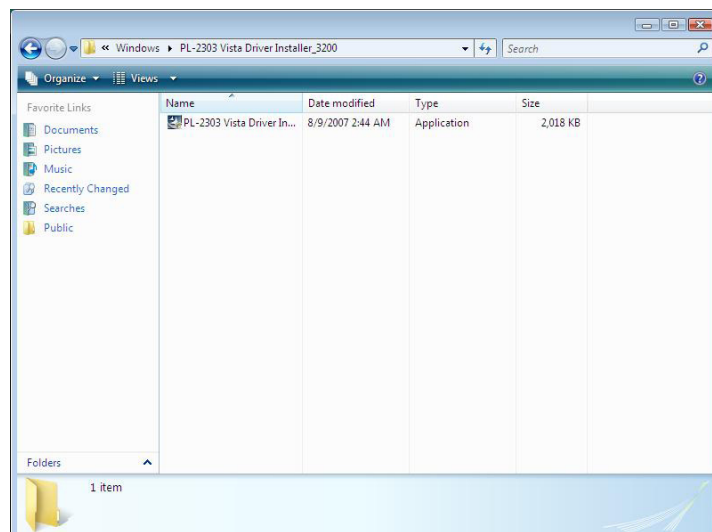 « Windows ▸ PL-2303 Vista Driver Installer_3200
Search
Organize Views
Favorite Links
Documents
Pictures
Music
Recently Changed
Searches
Public
Name Date modified Type Size
PL-2303 Vista Driver In... 8/9/2007 2:44 AM Application 2,018 KB
Folders
1 item